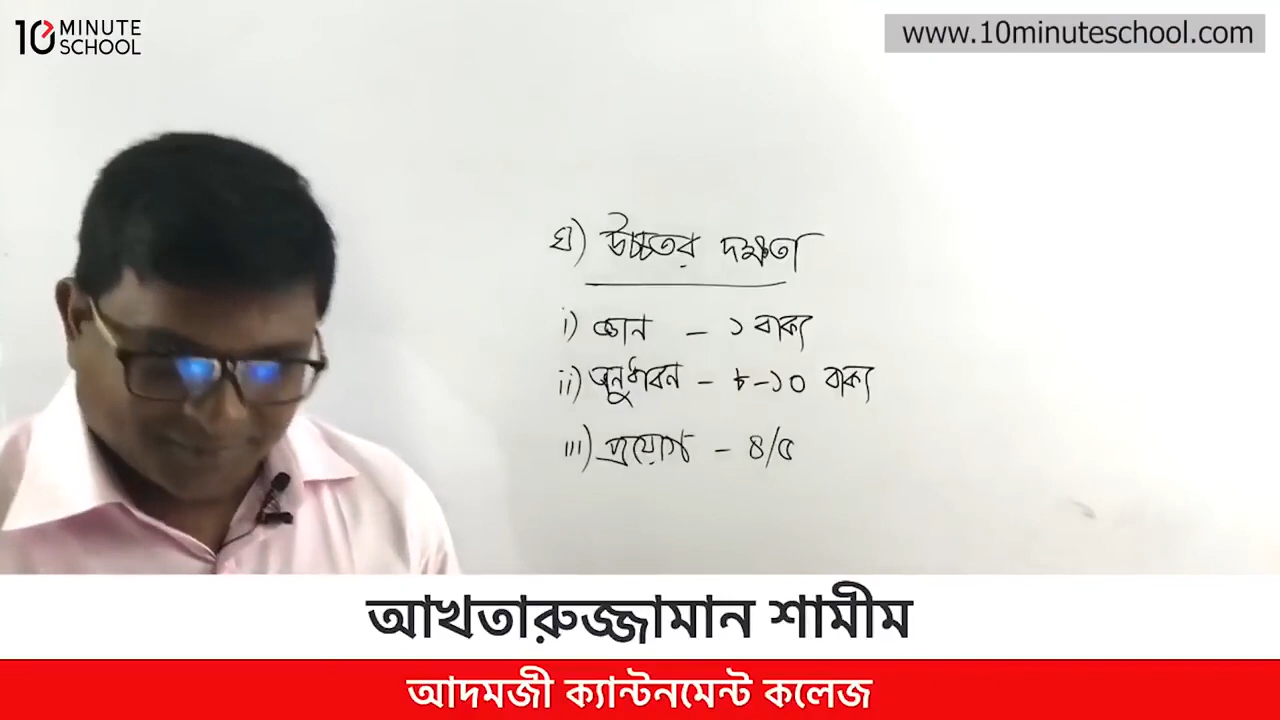 10 MINUTE SCHOOL
www.10minuteschool.com
ঘ) উচ্চতর দক্ষতা
i) জ্ঞান – ১ বাক্য
ii) অনুধাবন – ৮-১০ বাক্য
iii) প্রয়োগ – ৪/৫
আখতারুজ্জামান শামীম
আদমজী ক্যান্টনমেন্ট কলেজ